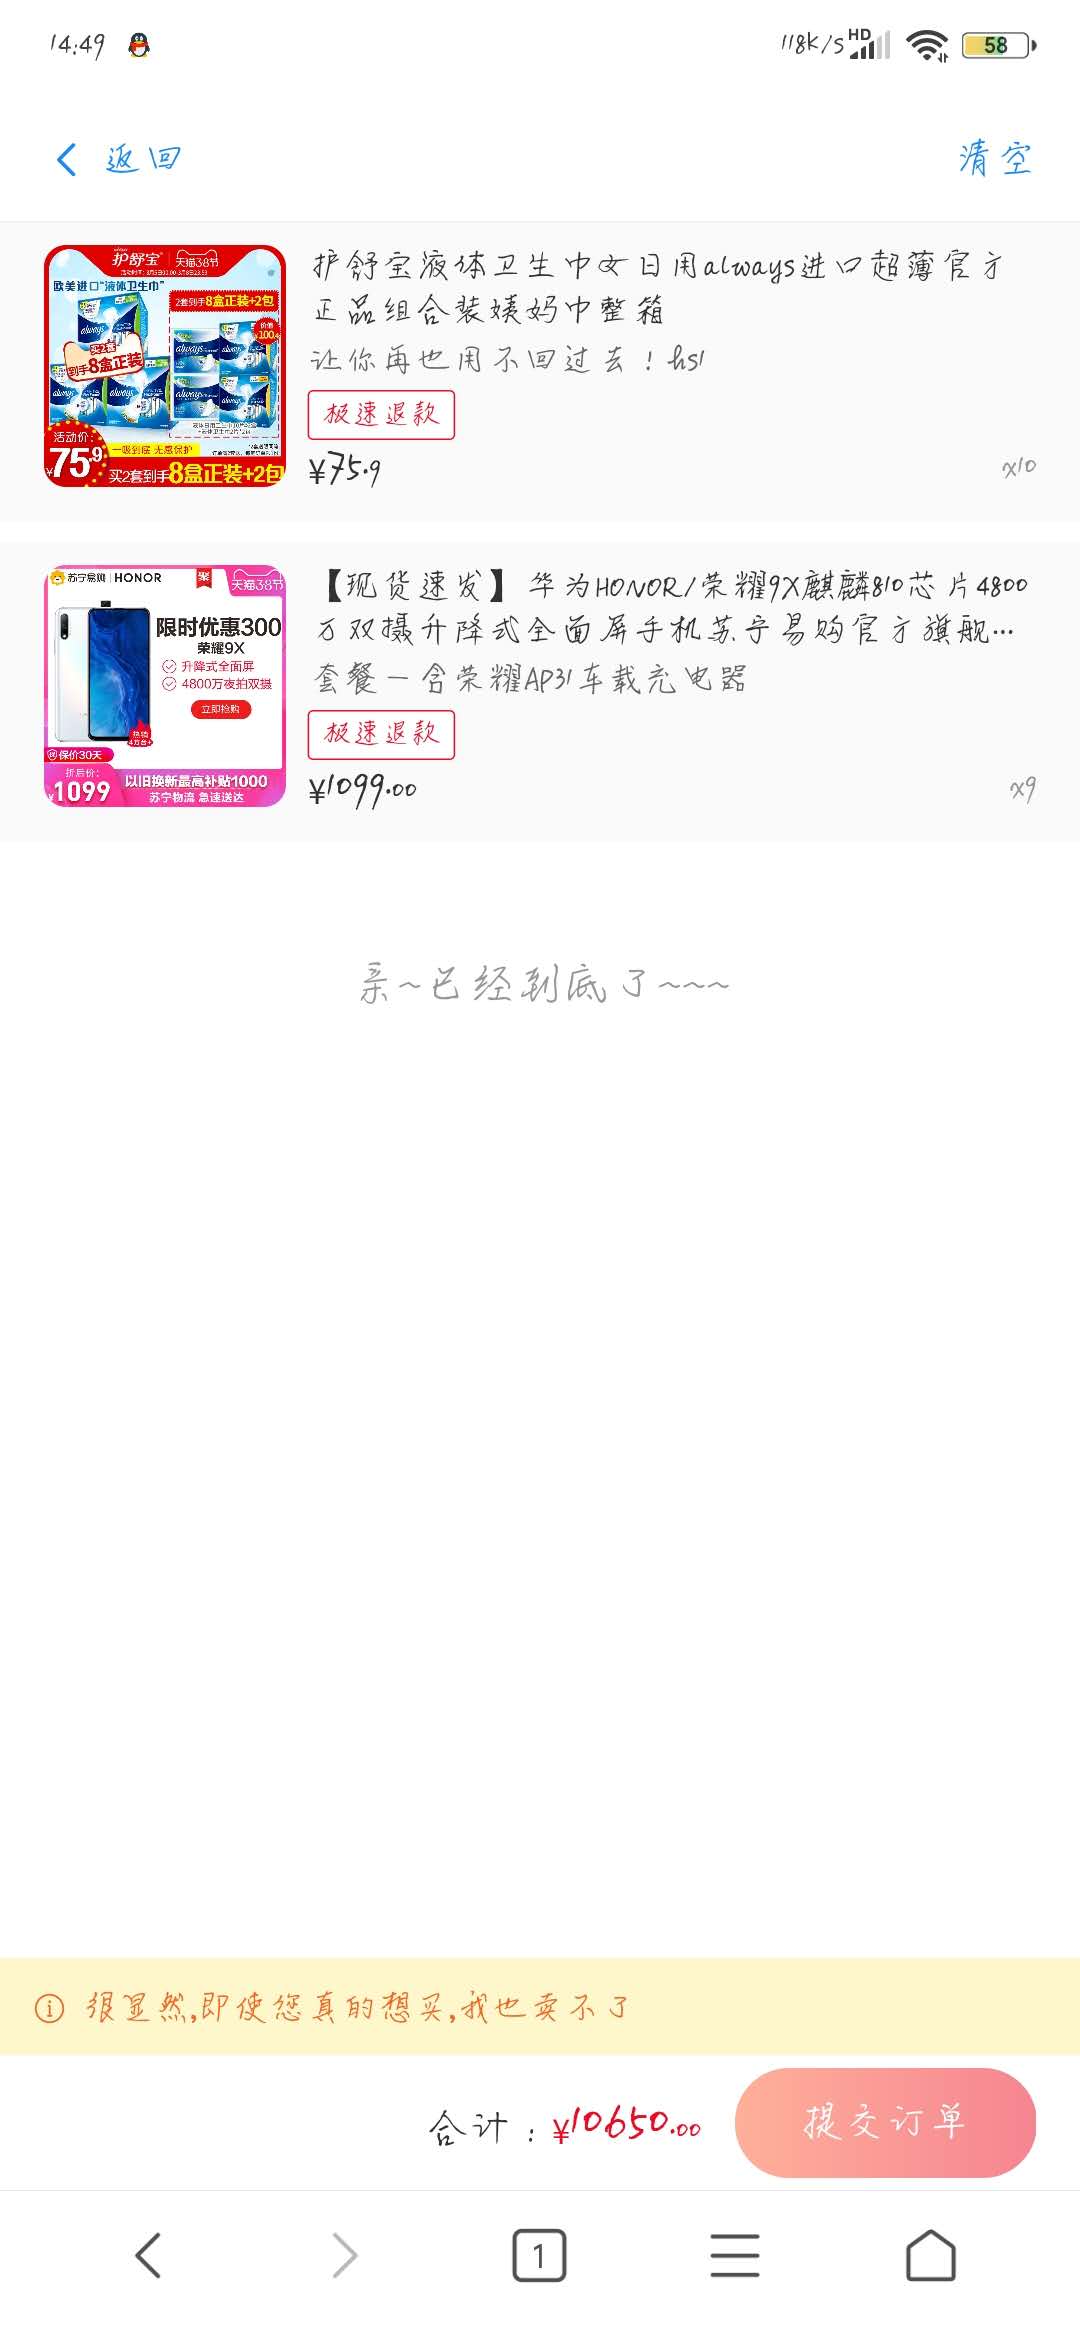 14:49
118K/s HD 58
返回
清空
护舒宝 天猫38节
欧美进口“液体卫生巾”
2套到手8盒正装+2包
always
买2套
到手8盒正装
活动价:
¥75.9
一吸到底 无感保护
买2套到手8盒正装+2包
护舒宝液体卫生巾女日用always进口超薄官方
正品组合装姨妈巾整箱
让你再也用不回过去！hsl
极速退款
¥75.9
x10
苏宁易购 | HONOR 聚 天猫38节
限时优惠300
荣耀9X
升降式全面屏
4800万夜拍双摄
立即抢购
热销
4万台+
保价30天
折后价:
¥1099
以旧换新最高补贴1000
苏宁物流 急速送达
【现货速发】华为HONOR/荣耀9X麒麟810芯片4800
万双摄升降式全面屏手机苏宁易购官方旗舰...
套餐一含荣耀AP31车载充电器
极速退款
¥1099.00
x9
亲~已经到底了~~~
很显然,即使您真的想买,我也卖不了
合计：¥10650.00
提交订单
1